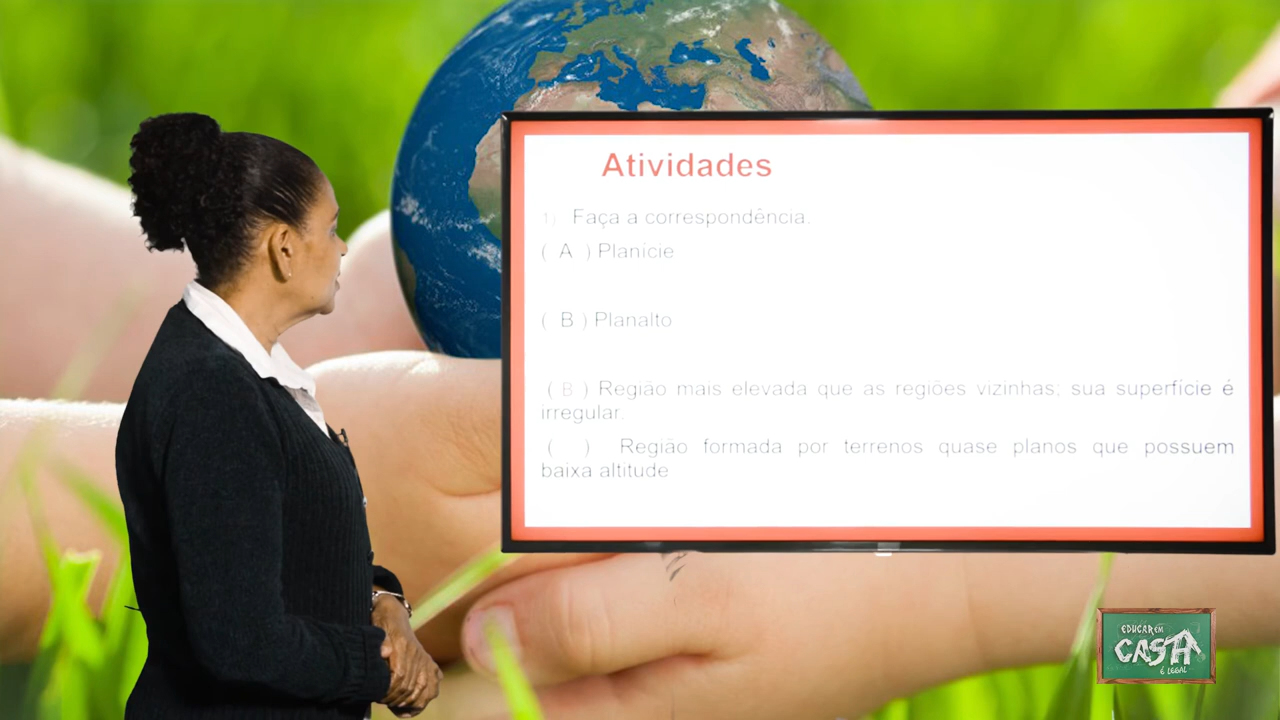 Atividades
1) Faça a correspondência.
( A ) Planície
( B ) Planalto
( B ) Região mais elevada que as regiões vizinhas; sua superfície é
irregular.
( ) Região formada por terrenos quase planos que possuem
baixa altitude
EDUCAR EM
CASA
É LEGAL